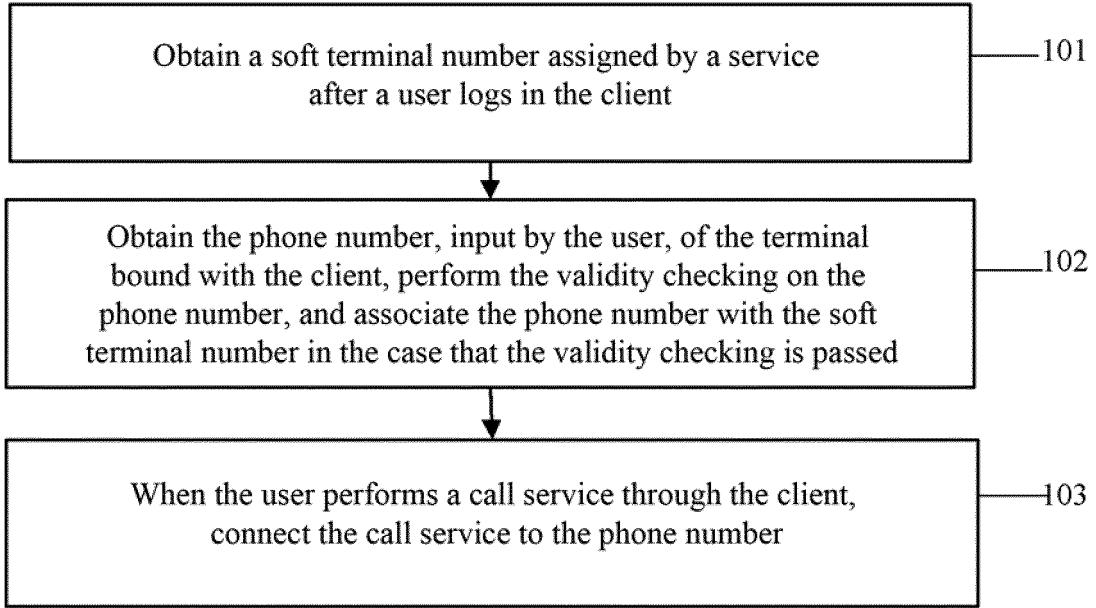 Obtain a soft terminal number assigned by a service
after a user logs in the client
101
Obtain the phone number, input by the user, of the terminal
bound with the client, perform the validity checking on the
phone number, and associate the phone number with the soft
terminal number in the case that the validity checking is passed
102
When the user performs a call service through the client,
connect the call service to the phone number
103